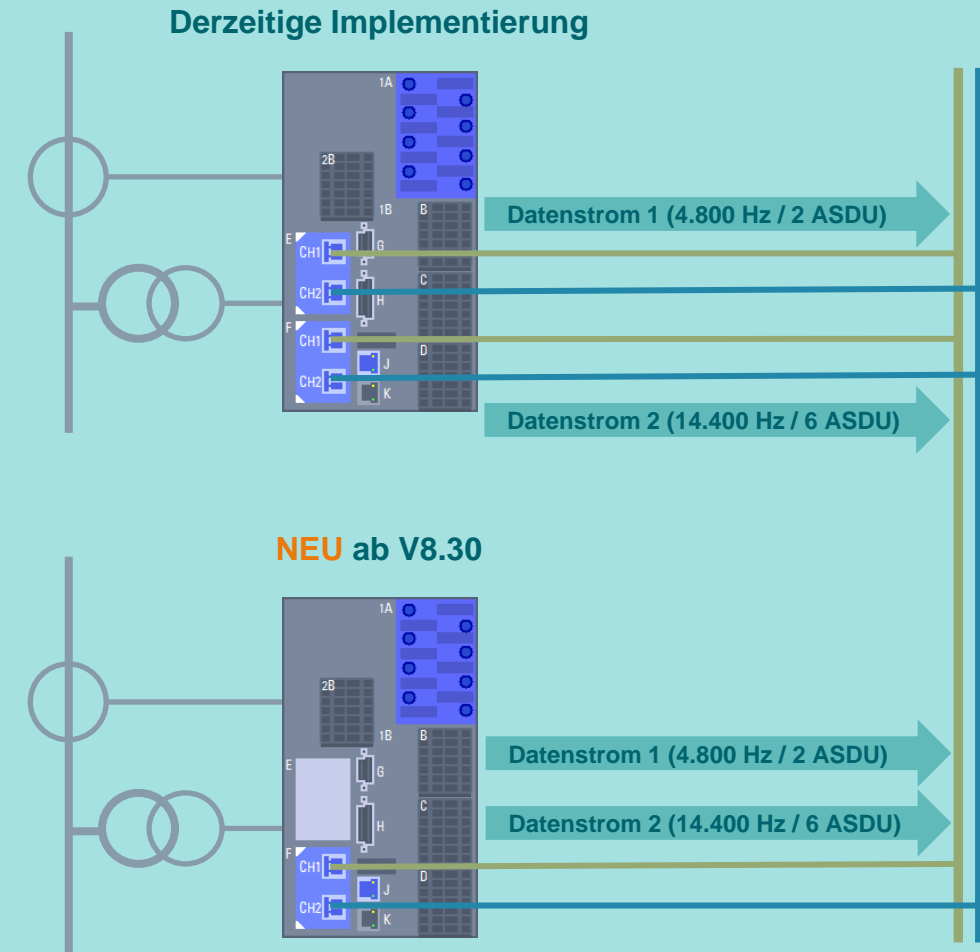 Derzeitige Implementierung
1A
2B
1B
B
E
CH1
G
C
CH2
H
F
CH1
D
J
CH2
K
Datenstrom 1 (4.800 Hz / 2 ASDU)
Datenstrom 2 (14.400 Hz / 6 ASDU)
NEU ab V8.30
1A
2B
1B
B
E
G
C
H
F
CH1
D
J
CH2
K
Datenstrom 1 (4.800 Hz / 2 ASDU)
Datenstrom 2 (14.400 Hz / 6 ASDU)